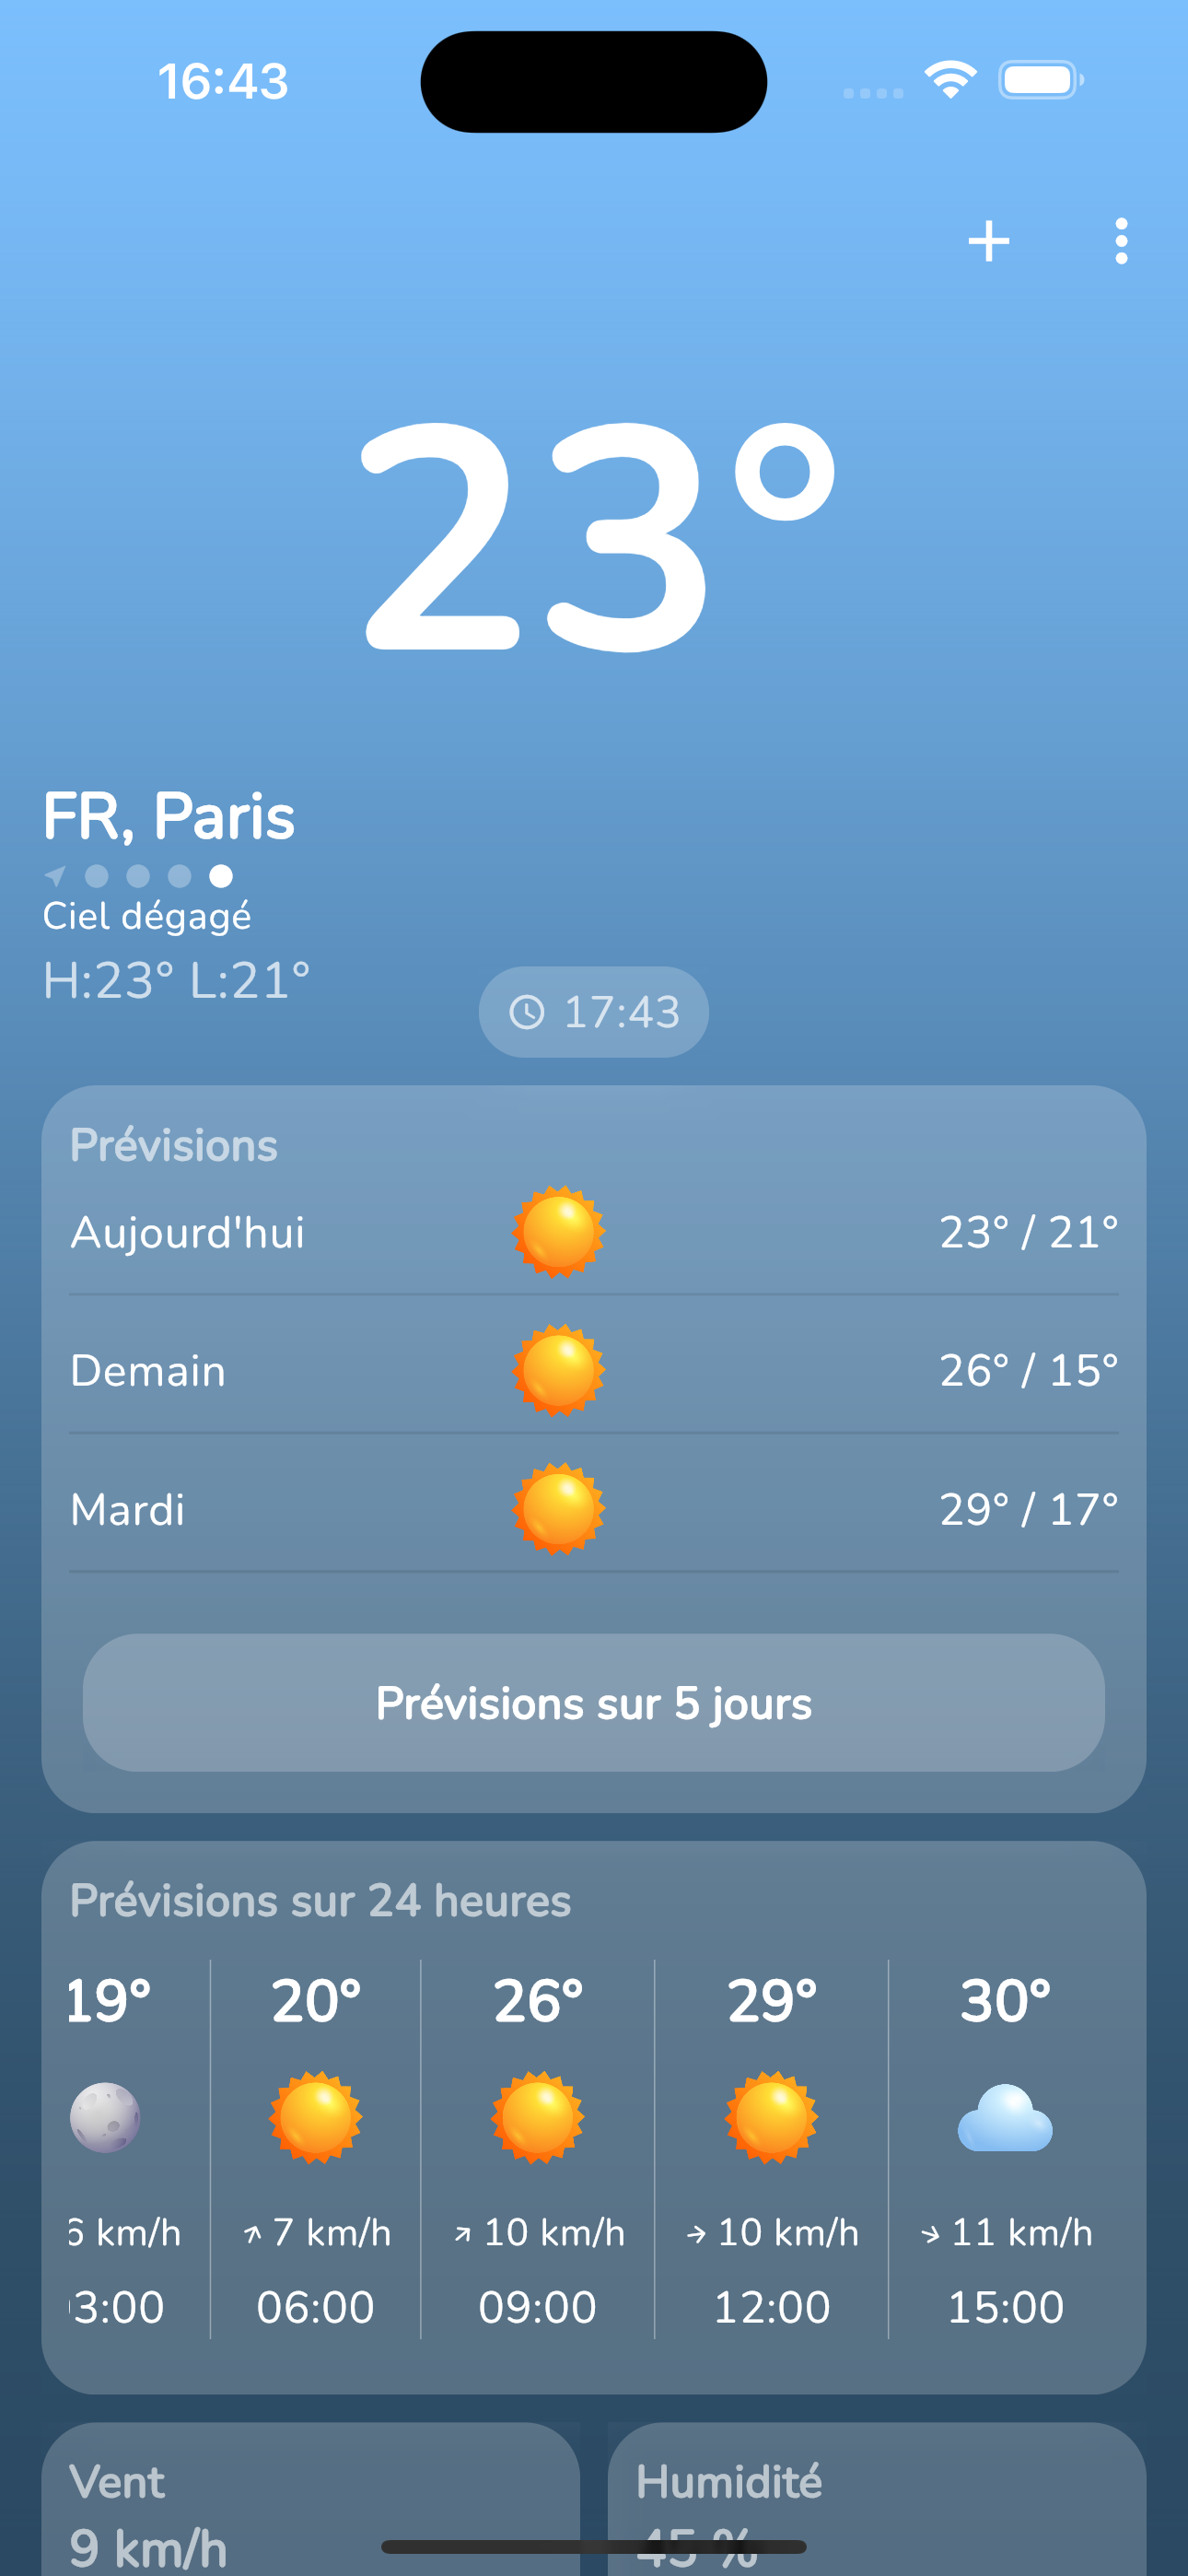 16:43
23°
FR, Paris
Ciel dégagé
H:23° L:21°
17:43
Prévisions
Aujourd'hui 23° / 21°
Demain 26° / 15°
Mardi 29° / 17°
Prévisions sur 5 jours
Prévisions sur 24 heures
19° 20° 26° 29° 30°
km/h 7 km/h 10 km/h 10 km/h 11 km/h
3:00 06:00 09:00 12:00 15:00
Vent Humidité
9 km/h 45 %